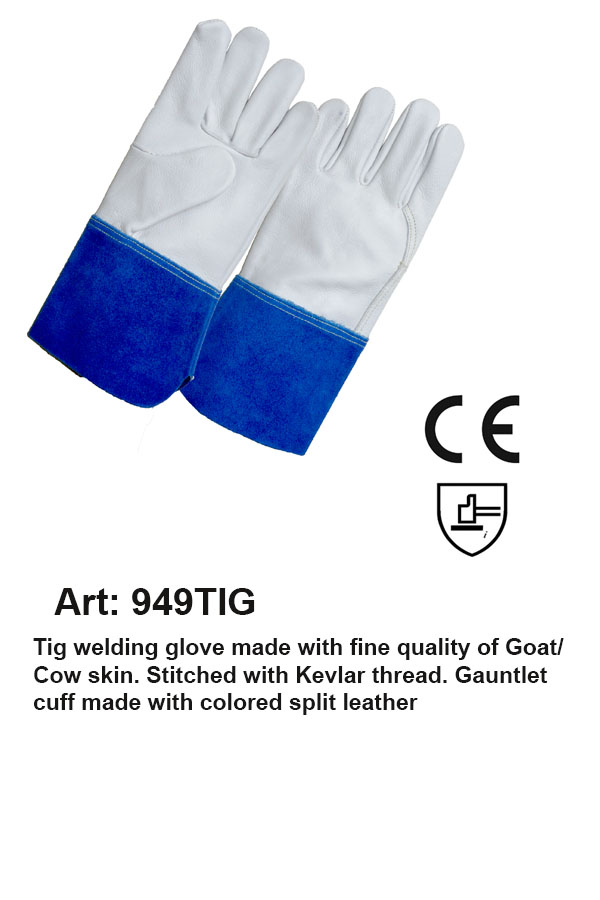 CE
i
Art: 949TIG
Tig welding glove made with fine quality of Goat/
Cow skin. Stitched with Kevlar thread. Gauntlet
cuff made with colored split leather